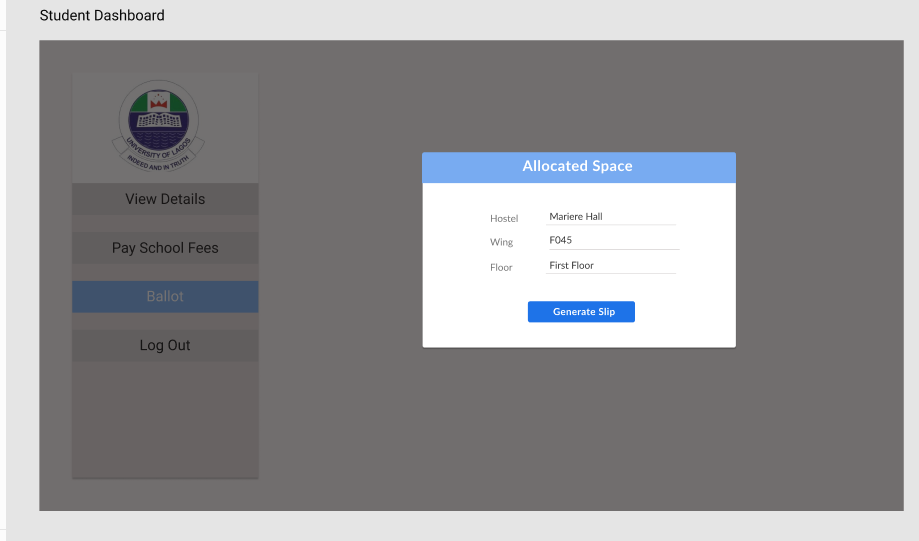 Student Dashboard
UNIVERSITY OF LAGOS
INDEED AND IN TRUTH
View Details
Pay School Fees
Ballot
Log Out
Allocated Space
Hostel Mariere Hall
Wing F045
Floor First Floor
Generate Slip